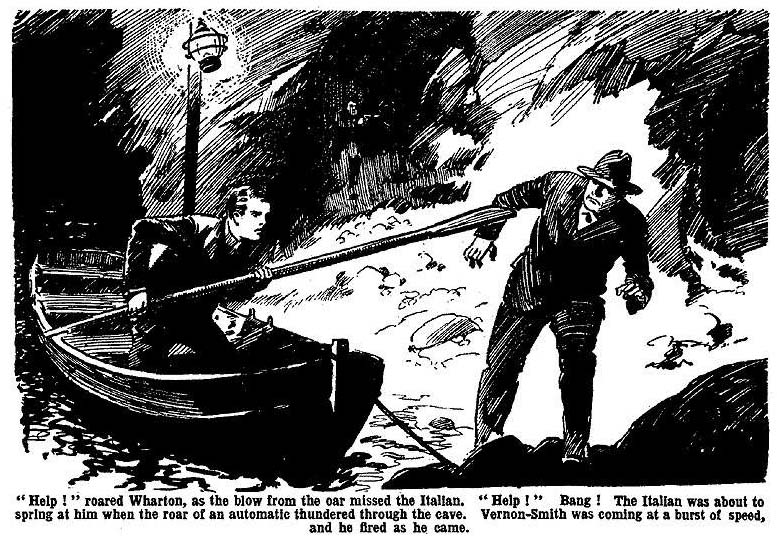 "Help!" roared Wharton, as the blow from the oar missed the Italian. "Help!" Bang! The Italian was about to
spring at him when the roar of an automatic thundered through the cave. Vernon-Smith was coming at a burst of speed,
and he fired as he came.